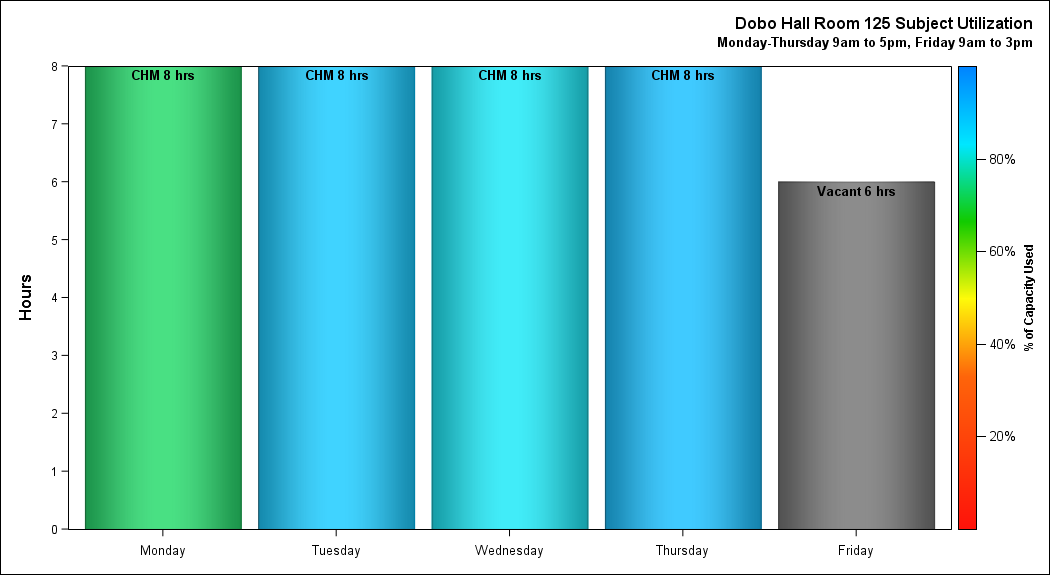 Dobo Hall Room 125 Subject Utilization
Monday-Thursday 9am to 5pm, Friday 9am to 3pm
8
7
6
5
4
3
2
1
0
Hours
CHM 8 hrs
CHM 8 hrs
CHM 8 hrs
CHM 8 hrs
Vacant 6 hrs
Monday
Tuesday
Wednesday
Thursday
Friday
80%
60%
40%
20%
% of Capacity Used